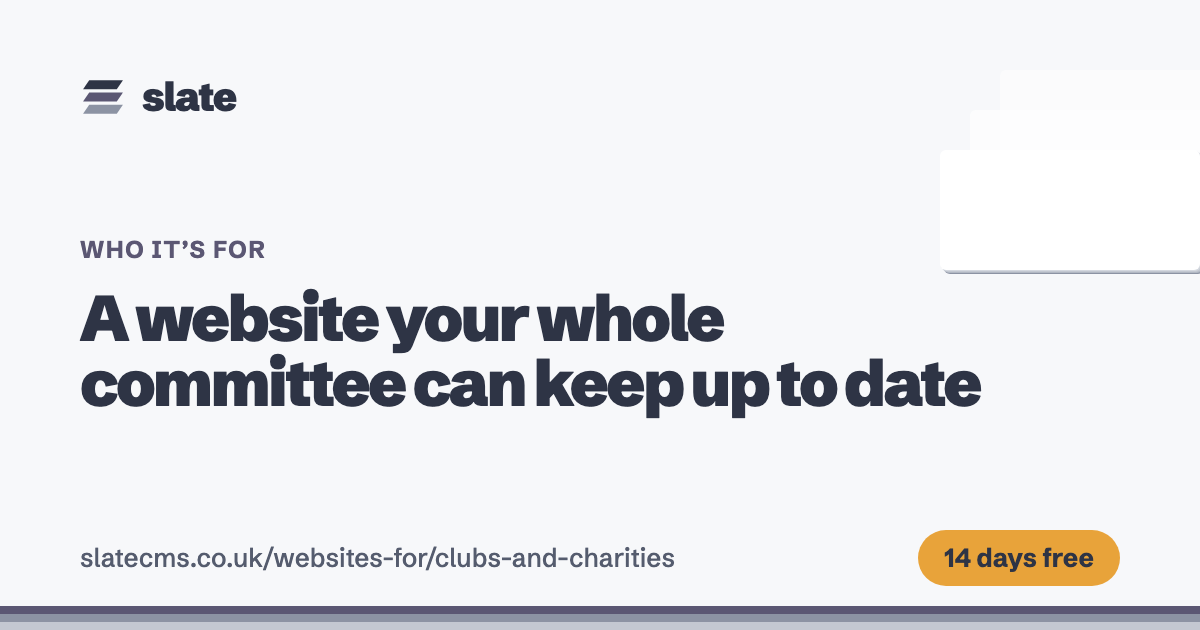 slate
WHO IT’S FOR
A website your whole
committee can keep up to date
slatecms.co.uk/websites-for/clubs-and-charities
14 days free